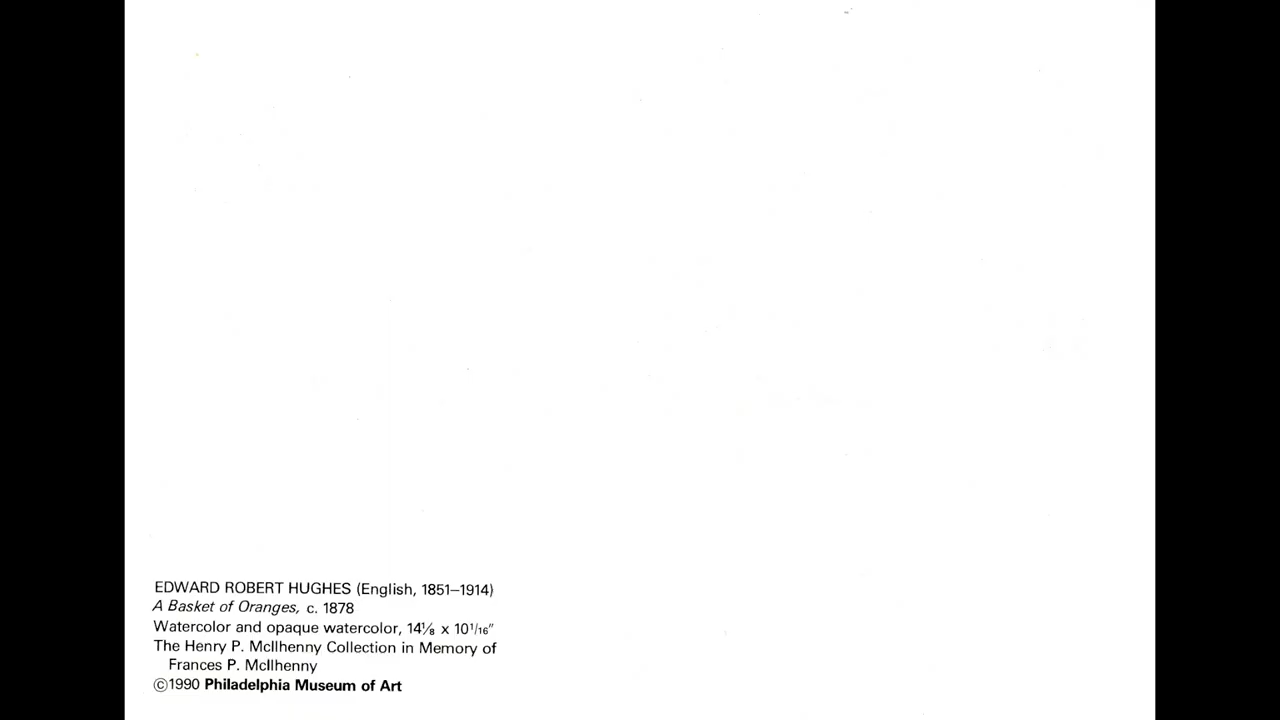 EDWARD ROBERT HUGHES (English, 1851–1914)
A Basket of Oranges, c. 1878
Watercolor and opaque watercolor, 14⅛ x 10¹/₁₆″
The Henry P. McIlhenny Collection in Memory of
Frances P. McIlhenny
©1990 Philadelphia Museum of Art